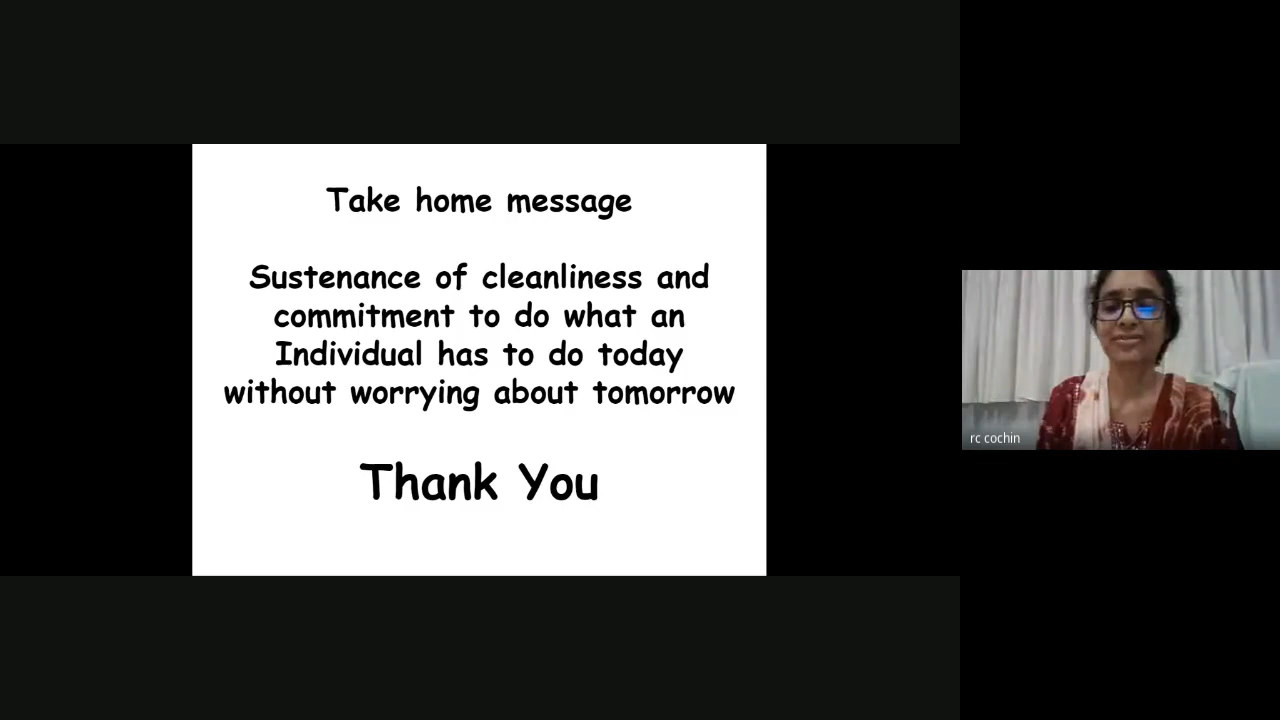 Take home message
Sustenance of cleanliness and
commitment to do what an
Individual has to do today
without worrying about tomorrow
Thank You
rc cochin